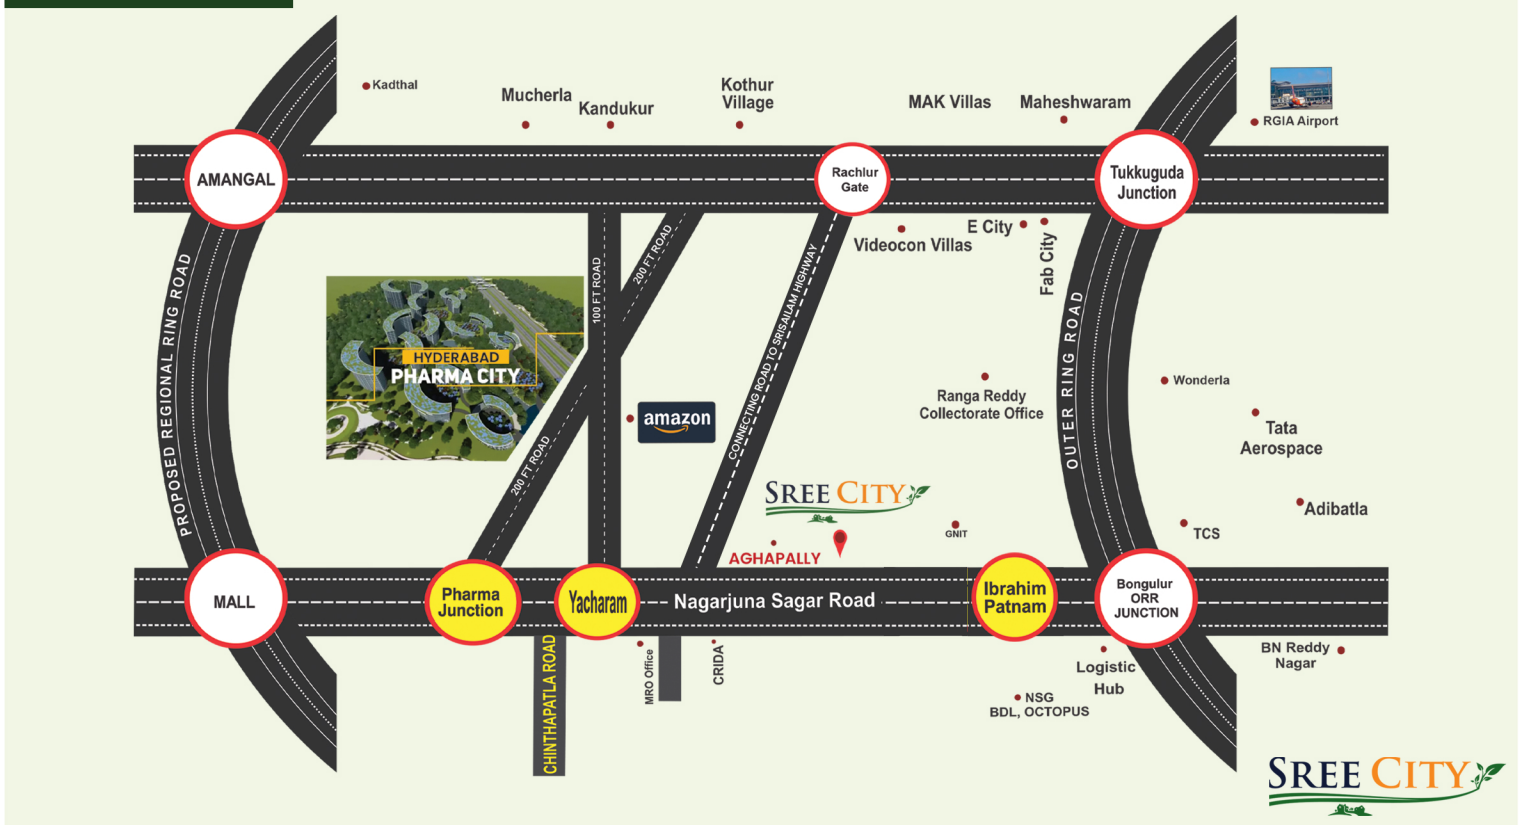 Kadthal
Mucherla
Kandukur
Kothur
Village
MAK Villas
Maheshwaram
RGIA Airport
AMANGAL
Rachlur
Gate
Tukkuguda
Junction
Videocon Villas
E City
Fab City
PROPOSED REGIONAL RING ROAD
100 FT ROAD
200 FT ROAD
CONNECTING ROAD TO SRISAILAM HIGHWAY
OUTER RING ROAD
HYDERABAD
PHARMA CITY
amazon
200 FT ROAD
Ranga Reddy
Collectorate Office
Wonderla
Tata
Aerospace
Adibatla
TCS
SREE CITY
GNIT
AGHAPALLY
MALL
Pharma
Junction
Yacharam
Nagarjuna Sagar Road
Ibrahim
Patnam
Bongulur
ORR
JUNCTION
CHINTHAPATLA ROAD
MRO Office
CRIDA
Logistic
Hub
NSG
BDL, OCTOPUS
BN Reddy
Nagar
SREE CITY